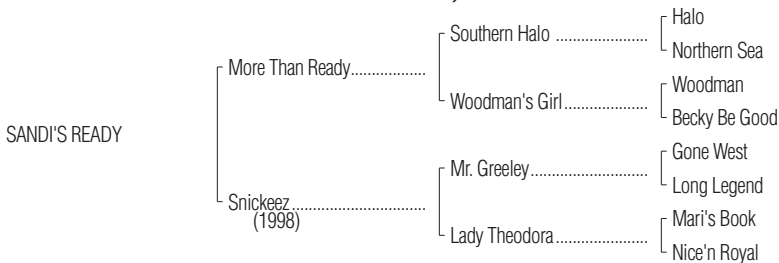 Halo
Southern Halo ......................
Northern Sea
More Than Ready..................
Woodman
Woodman's Girl....................
Becky Be Good
SANDI'S READY
Gone West
Mr. Greeley............................
Long Legend
Snickeez................................
(1998)
Mari's Book
Lady Theodora......................
Nice'n Royal